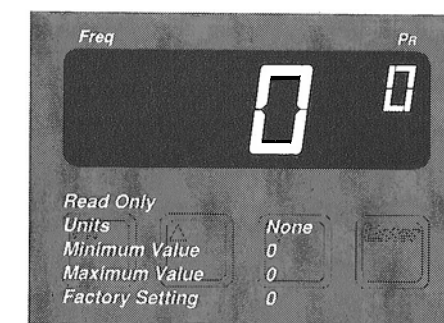 Freq PR
0 0
Read Only
Units None
Minimum Value 0
Maximum Value 0
Factory Setting 0